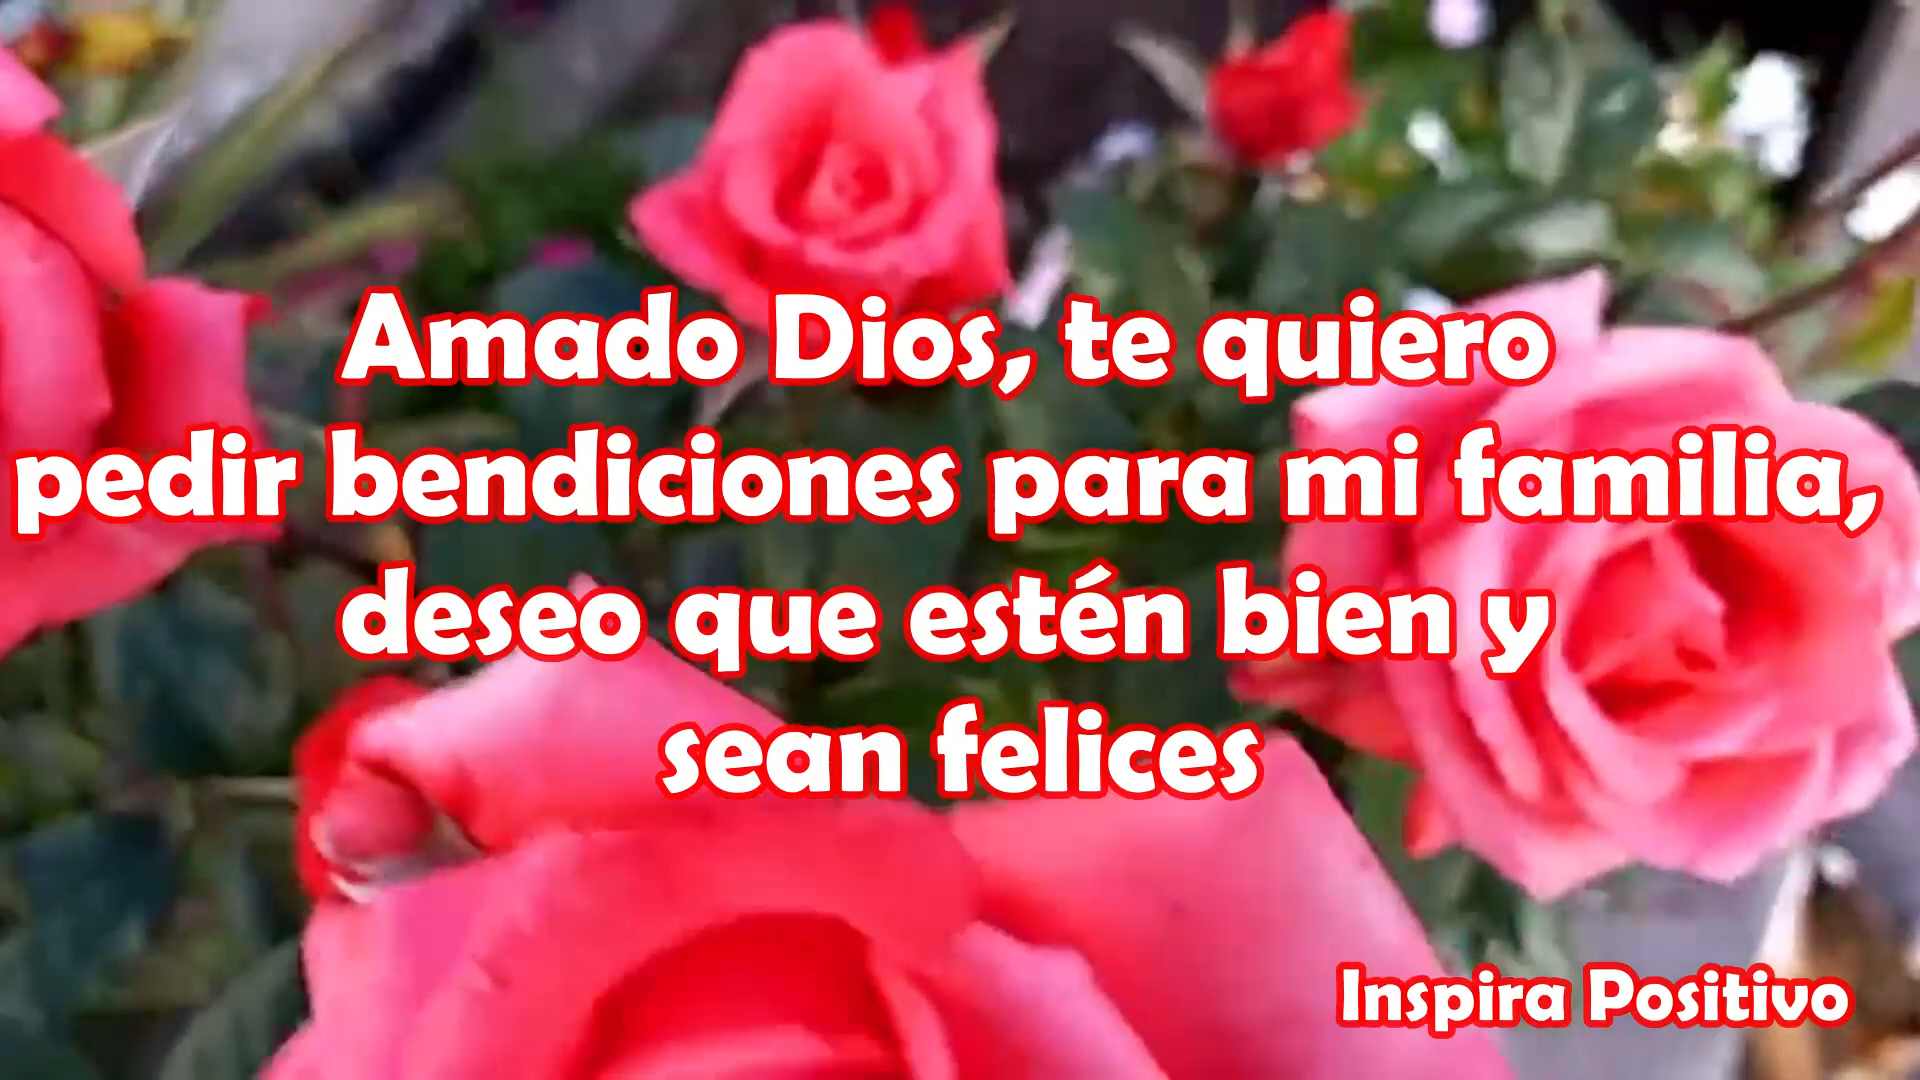 Amado Dios, te quiero
pedir bendiciones para mi familia,
deseo que estén bien y
sean felices
Inspira Positivo